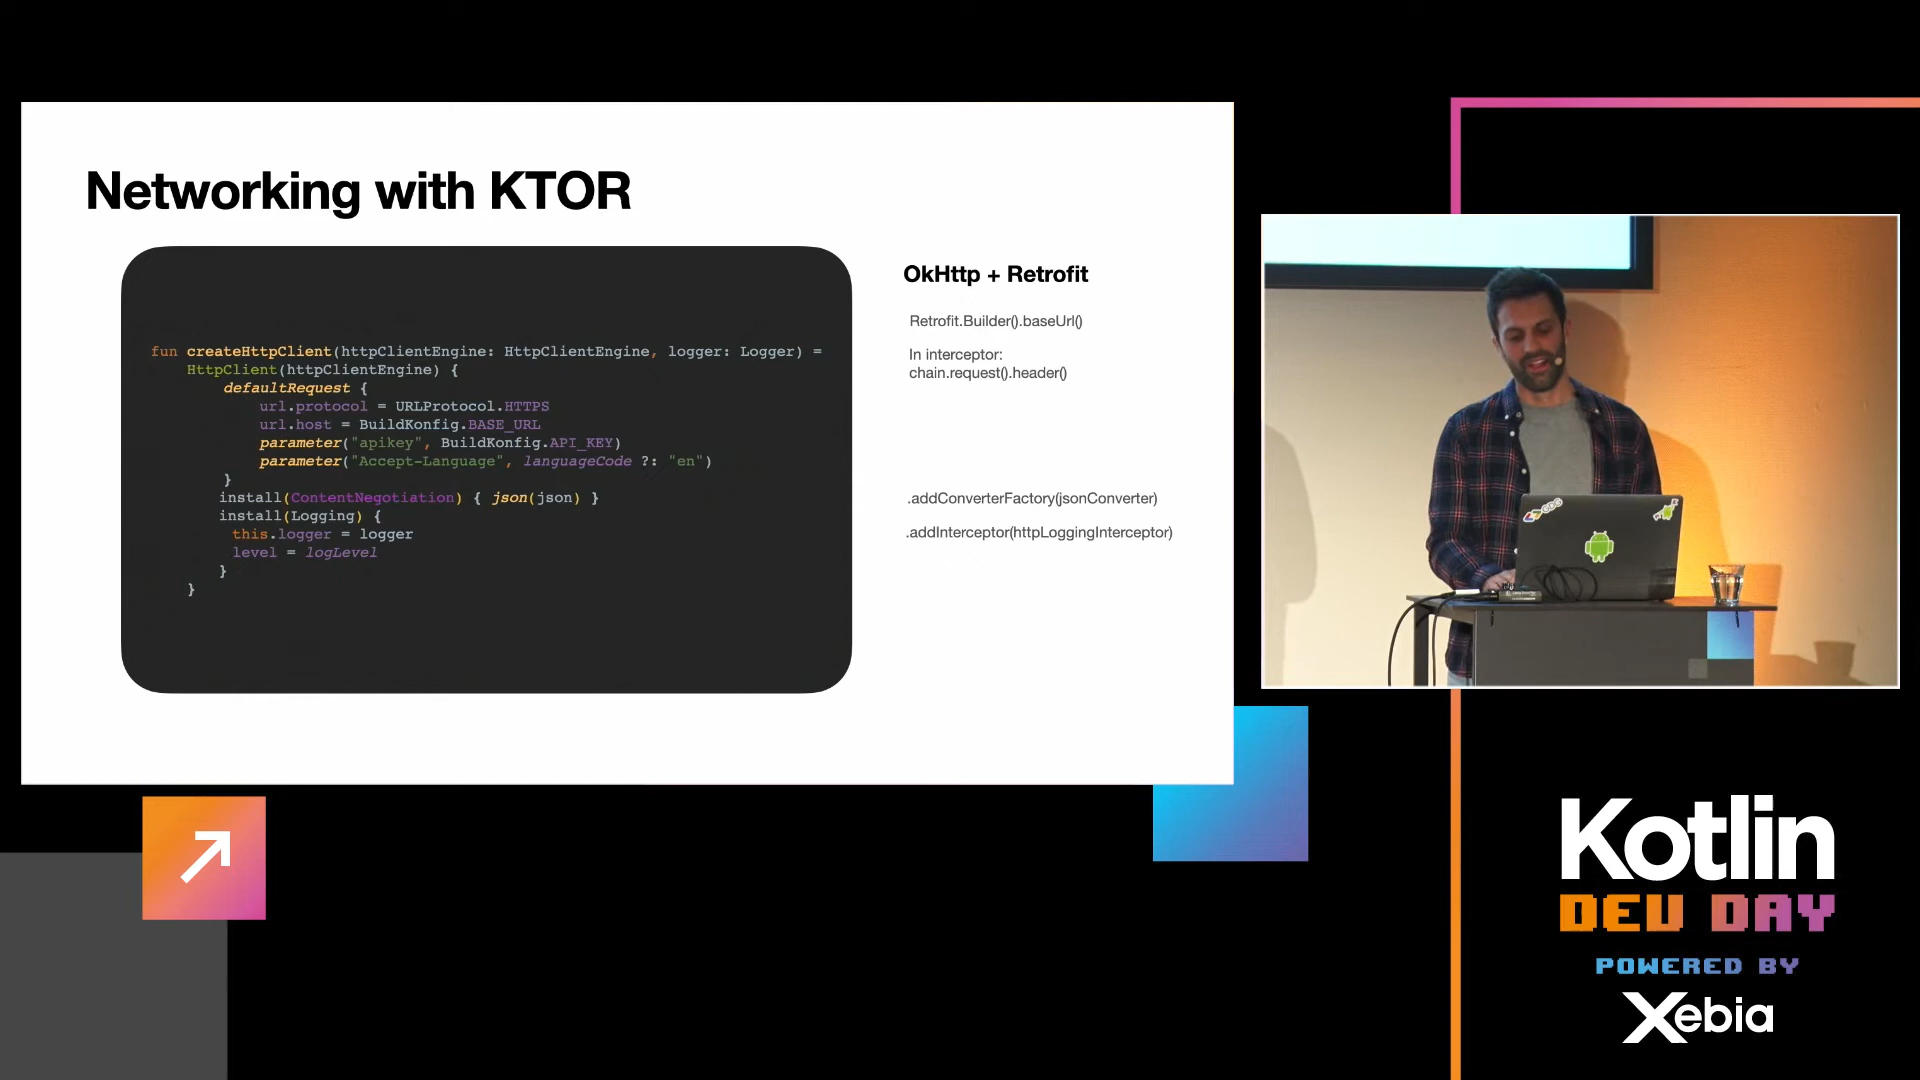 Networking with KTOR
fun createHttpClient(httpClientEngine: HttpClientEngine, logger: Logger) =
HttpClient(httpClientEngine) {
defaultRequest {
url.protocol = URLProtocol.HTTPS
url.host = BuildKonfig.BASE_URL
parameter("apikey", BuildKonfig.API_KEY)
parameter("Accept-Language", languageCode ?: "en")
}
install(ContentNegotiation) { json(json) }
install(Logging) {
this.logger = logger
level = logLevel
}
}
OkHttp + Retrofit
Retrofit.Builder().baseUrl()
In interceptor:
chain.request().header()
.addConverterFactory(jsonConverter)
.addInterceptor(httpLoggingInterceptor)
GDG
Kotlin
DEV DAY
POWERED BY
Xebia